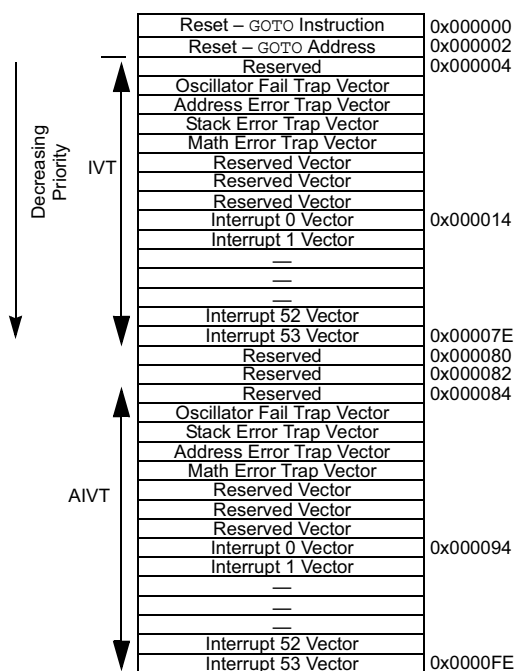 Reset – GOTO Instruction 0x000000
Reset – GOTO Address 0x000002
Reserved 0x000004
Oscillator Fail Trap Vector
Address Error Trap Vector
Stack Error Trap Vector
Math Error Trap Vector
Reserved Vector
Reserved Vector
Reserved Vector
Interrupt 0 Vector 0x000014
Interrupt 1 Vector
—
—
—
Interrupt 52 Vector
Interrupt 53 Vector 0x00007E
Reserved 0x000080
Reserved 0x000082
Reserved 0x000084
Oscillator Fail Trap Vector
Stack Error Trap Vector
Address Error Trap Vector
Math Error Trap Vector
Reserved Vector
Reserved Vector
Reserved Vector
Interrupt 0 Vector 0x000094
Interrupt 1 Vector
—
—
—
Interrupt 52 Vector
Interrupt 53 Vector 0x0000FE
Decreasing
Priority
IVT
AIVT